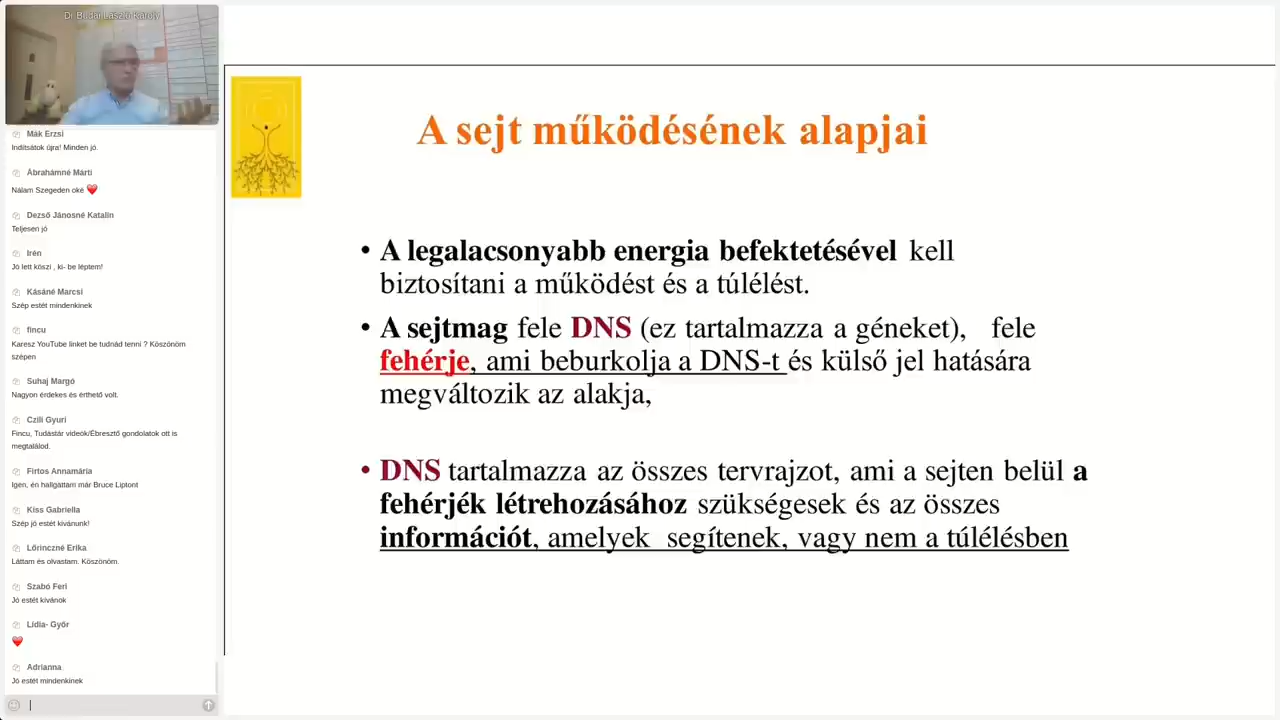 Dr Budai László Károly
Mák Erzsi
Indítsátok újra! Minden jó.
Ábrahámné Márti
Nálam Szegeden oké ❤️
Dezső Jánosné Katalin
Teljesen jó
Irén
Jó lett köszi , ki- be léptem!
Kásáné Marcsi
Szép estét mindenkinek
fincu
Karesz YouTube linket be tudnád tenni ? Köszönöm
szépen
Suhaj Margó
Nagyon érdekes és érthető volt.
Czili Gyuri
Fincu, Tudástár videók/Ébresztő gondolatok ott is
megtalálod.
Firtos Annamária
Igen, én hallgattam már Bruce Liptont
Kiss Gabriella
Szép jó estét kívánunk!
Lőrinczné Erika
Láttam és olvastam. Köszönöm.
Szabó Feri
Jó estét kívánok
Lídia- Győr
❤️
Adrianna
Jó estét mindenkinek
A sejt működésének alapjai
• A legalacsonyabb energia befektetésével kell
biztosítani a működést és a túlélést.
• A sejtmag fele DNS (ez tartalmazza a géneket), fele
fehérje, ami beburkolja a DNS-t és külső jel hatására
megváltozik az alakja,
• DNS tartalmazza az összes tervrajzot, ami a sejten belül a
fehérjék létrehozásához szükségesek és az összes
információt, amelyek segítenek, vagy nem a túlélésben